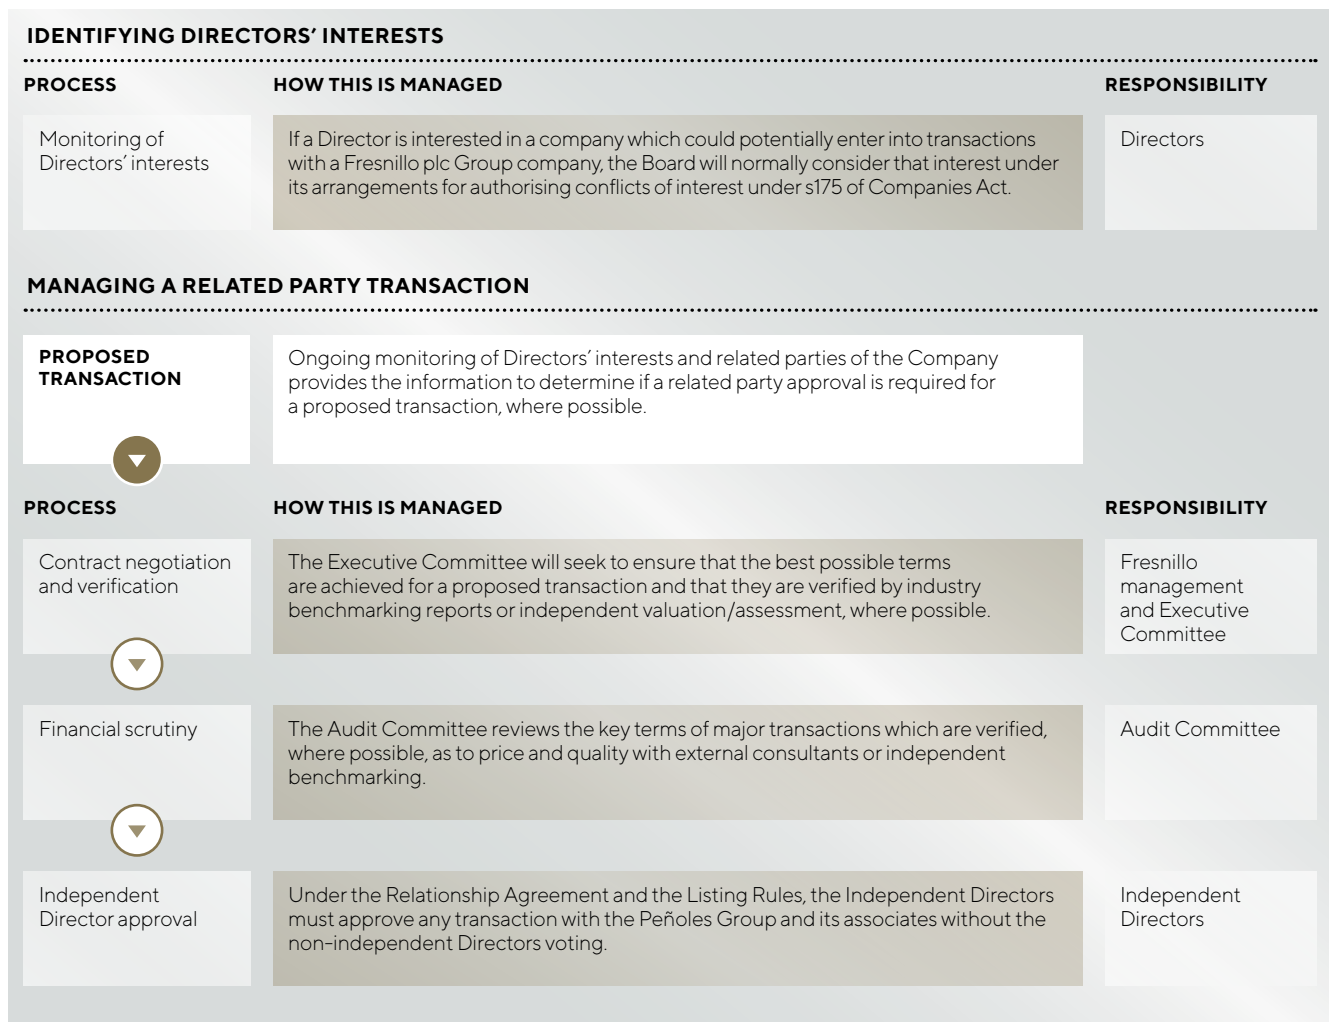 IDENTIFYING DIRECTORS’ INTERESTS
PROCESS
HOW THIS IS MANAGED
RESPONSIBILITY
Monitoring of
Directors’ interests
If a Director is interested in a company which could potentially enter into transactions
with a Fresnillo plc Group company, the Board will normally consider that interest under
its arrangements for authorising conflicts of interest under s175 of Companies Act.
Directors
MANAGING A RELATED PARTY TRANSACTION
PROPOSED
TRANSACTION
Ongoing monitoring of Directors’ interests and related parties of the Company
provides the information to determine if a related party approval is required for
a proposed transaction, where possible.
PROCESS
HOW THIS IS MANAGED
RESPONSIBILITY
Contract negotiation
and verification
The Executive Committee will seek to ensure that the best possible terms
are achieved for a proposed transaction and that they are verified by industry
benchmarking reports or independent valuation/assessment, where possible.
Fresnillo
management
and Executive
Committee
Financial scrutiny
The Audit Committee reviews the key terms of major transactions which are verified,
where possible, as to price and quality with external consultants or independent
benchmarking.
Audit Committee
Independent
Director approval
Under the Relationship Agreement and the Listing Rules, the Independent Directors
must approve any transaction with the Peñoles Group and its associates without the
non-independent Directors voting.
Independent
Directors